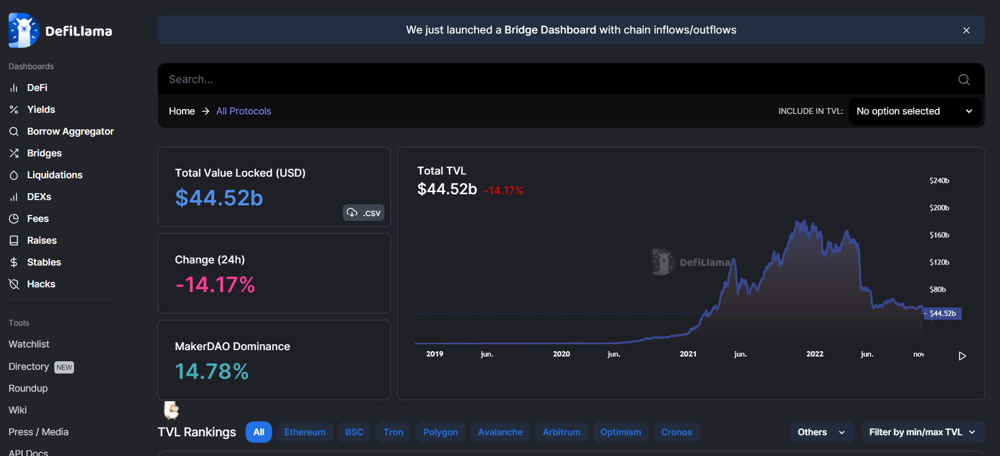 DefiLlama
We just launched a Bridge Dashboard with chain inflows/outflows
Dashboards
DeFi
Yields
Borrow Aggregator
Bridges
Liquidations
DEXs
Fees
Raises
Stables
Hacks
Tools
Watchlist
Directory NEW
Roundup
Wiki
Press / Media
API Docs
Search...
Home → All Protocols
INCLUDE IN TVL: No option selected
Total Value Locked (USD)
$44.52b
.csv
Change (24h)
-14.17%
MakerDAO Dominance
14.78%
Total TVL
$44.52b -14.17%
DefiLlama
$240b
$200b
$160b
$120b
$80b
$44.52b
2019 jun. 2020 jun. 2021 jun. 2022 jun. nov
TVL Rankings All Ethereum BSC Tron Polygon Avalanche Arbitrum Optimism Cronos Others Filter by min/max TVL